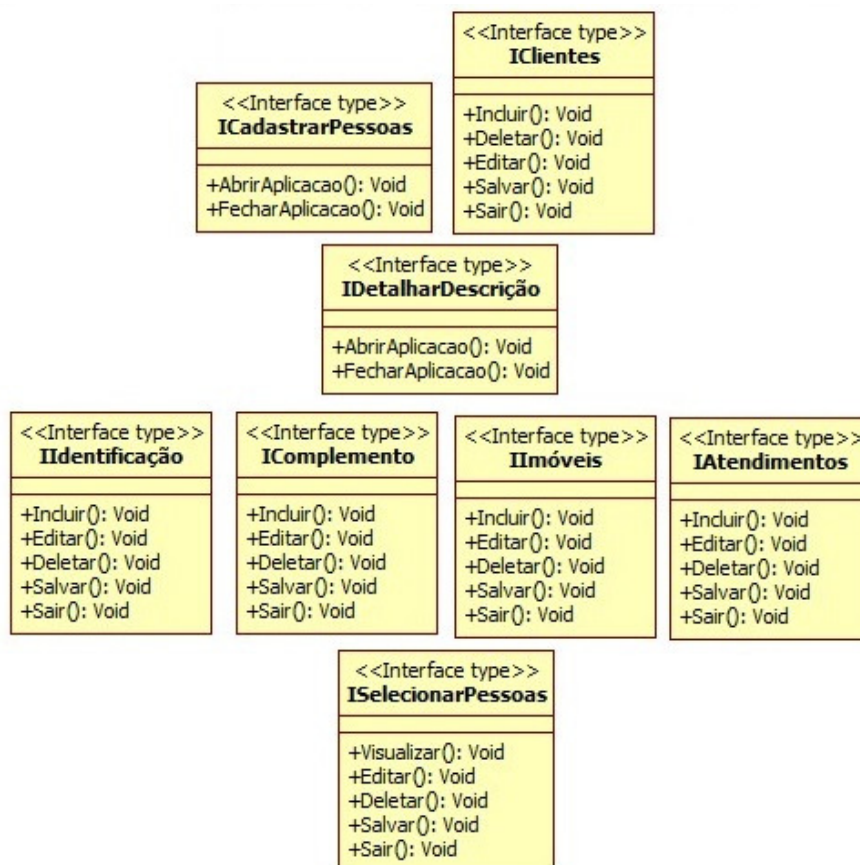 <<Interface type>>
IClientes
+Incluir(): Void
+Deletar(): Void
+Editar(): Void
+Salvar(): Void
+Sair(): Void
<<Interface type>>
ICadastrarPessoas
+AbrirAplicacao(): Void
+FecharAplicacao(): Void
<<Interface type>>
IDetalharDescrição
+AbrirAplicacao(): Void
+FecharAplicacao(): Void
<<Interface type>>
IIdentificação
+Incluir(): Void
+Editar(): Void
+Deletar(): Void
+Salvar(): Void
+Sair(): Void
<<Interface type>>
IComplemento
+Incluir(): Void
+Editar(): Void
+Deletar(): Void
+Salvar(): Void
+Sair(): Void
<<Interface type>>
IImóveis
+Incluir(): Void
+Editar(): Void
+Deletar(): Void
+Salvar(): Void
+Sair(): Void
<<Interface type>>
IAtendimentos
+Incluir(): Void
+Editar(): Void
+Deletar(): Void
+Salvar(): Void
+Sair(): Void
<<Interface type>>
ISelecionarPessoas
+Visualizar(): Void
+Editar(): Void
+Deletar(): Void
+Salvar(): Void
+Sair(): Void